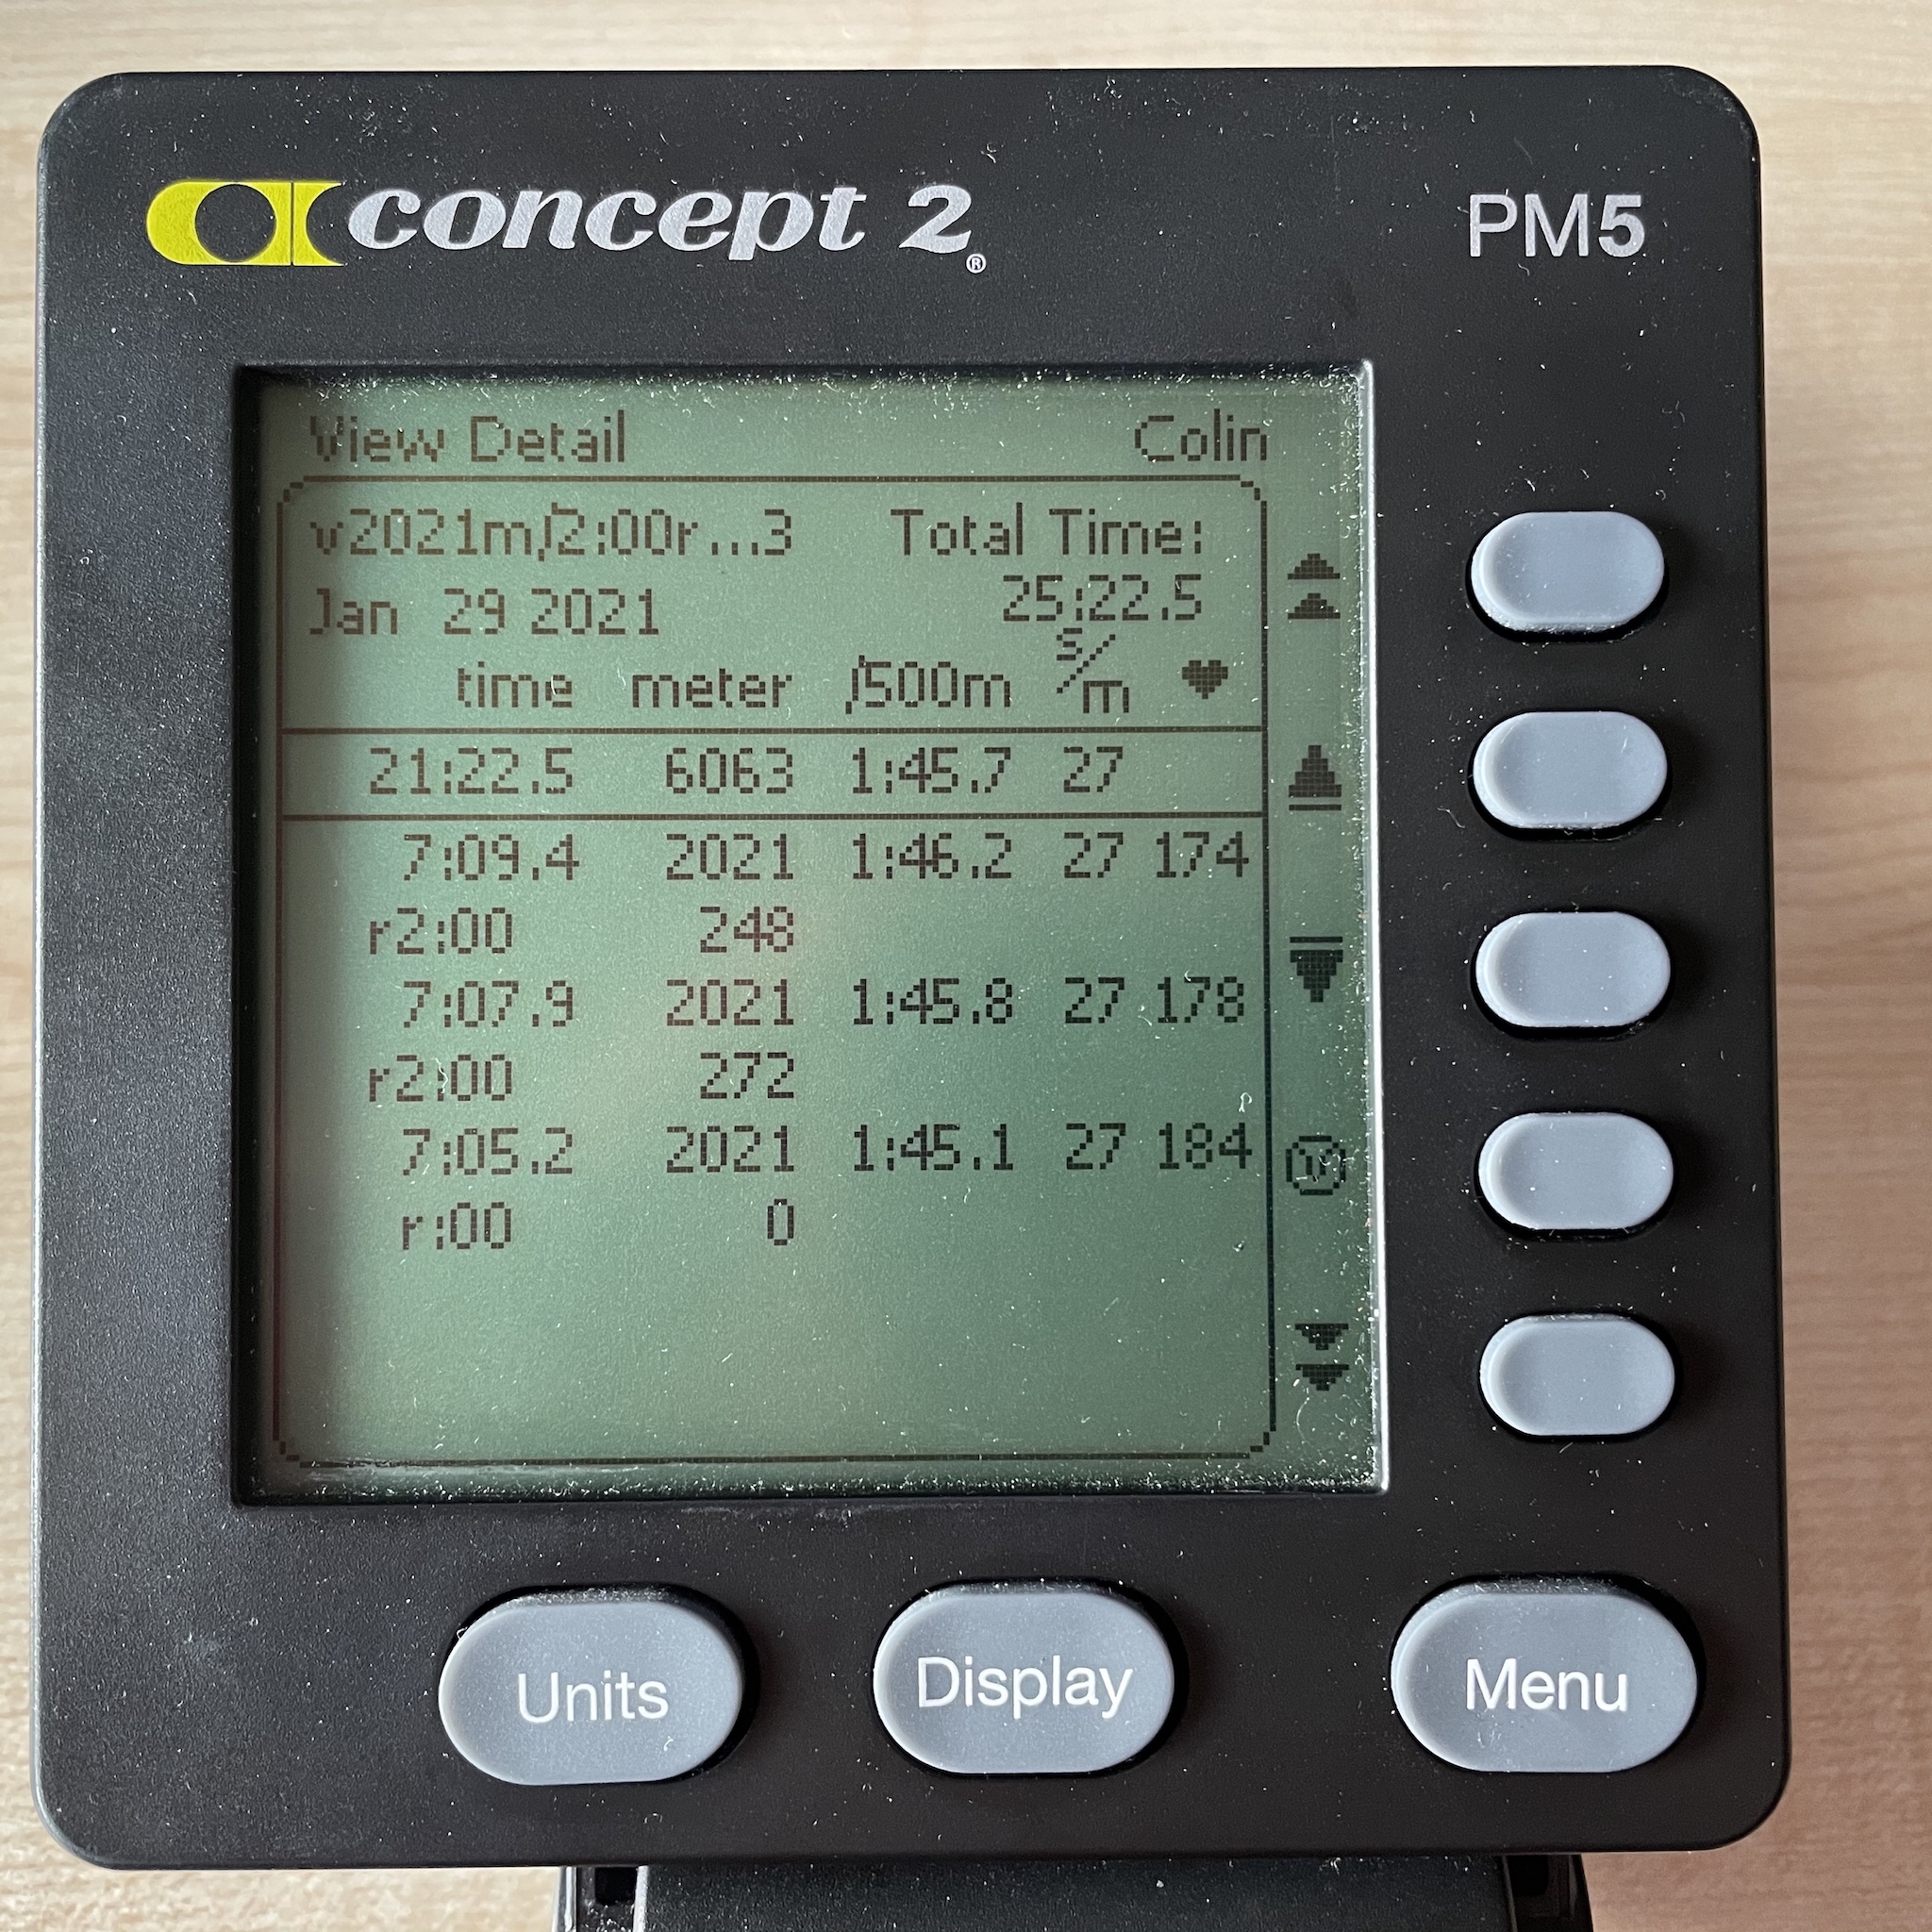 concept 2® PM5
View Detail Colin
v2021m/2:00r...3 Total Time:
Jan 29 2021 25:22.5
time meter /500m s/m ♥
21:22.5 6063 1:45.7 27
7:09.4 2021 1:46.2 27 174
r2:00 248
7:07.9 2021 1:45.8 27 178
r2:00 272
7:05.2 2021 1:45.1 27 184
r:00 0
Units Display Menu